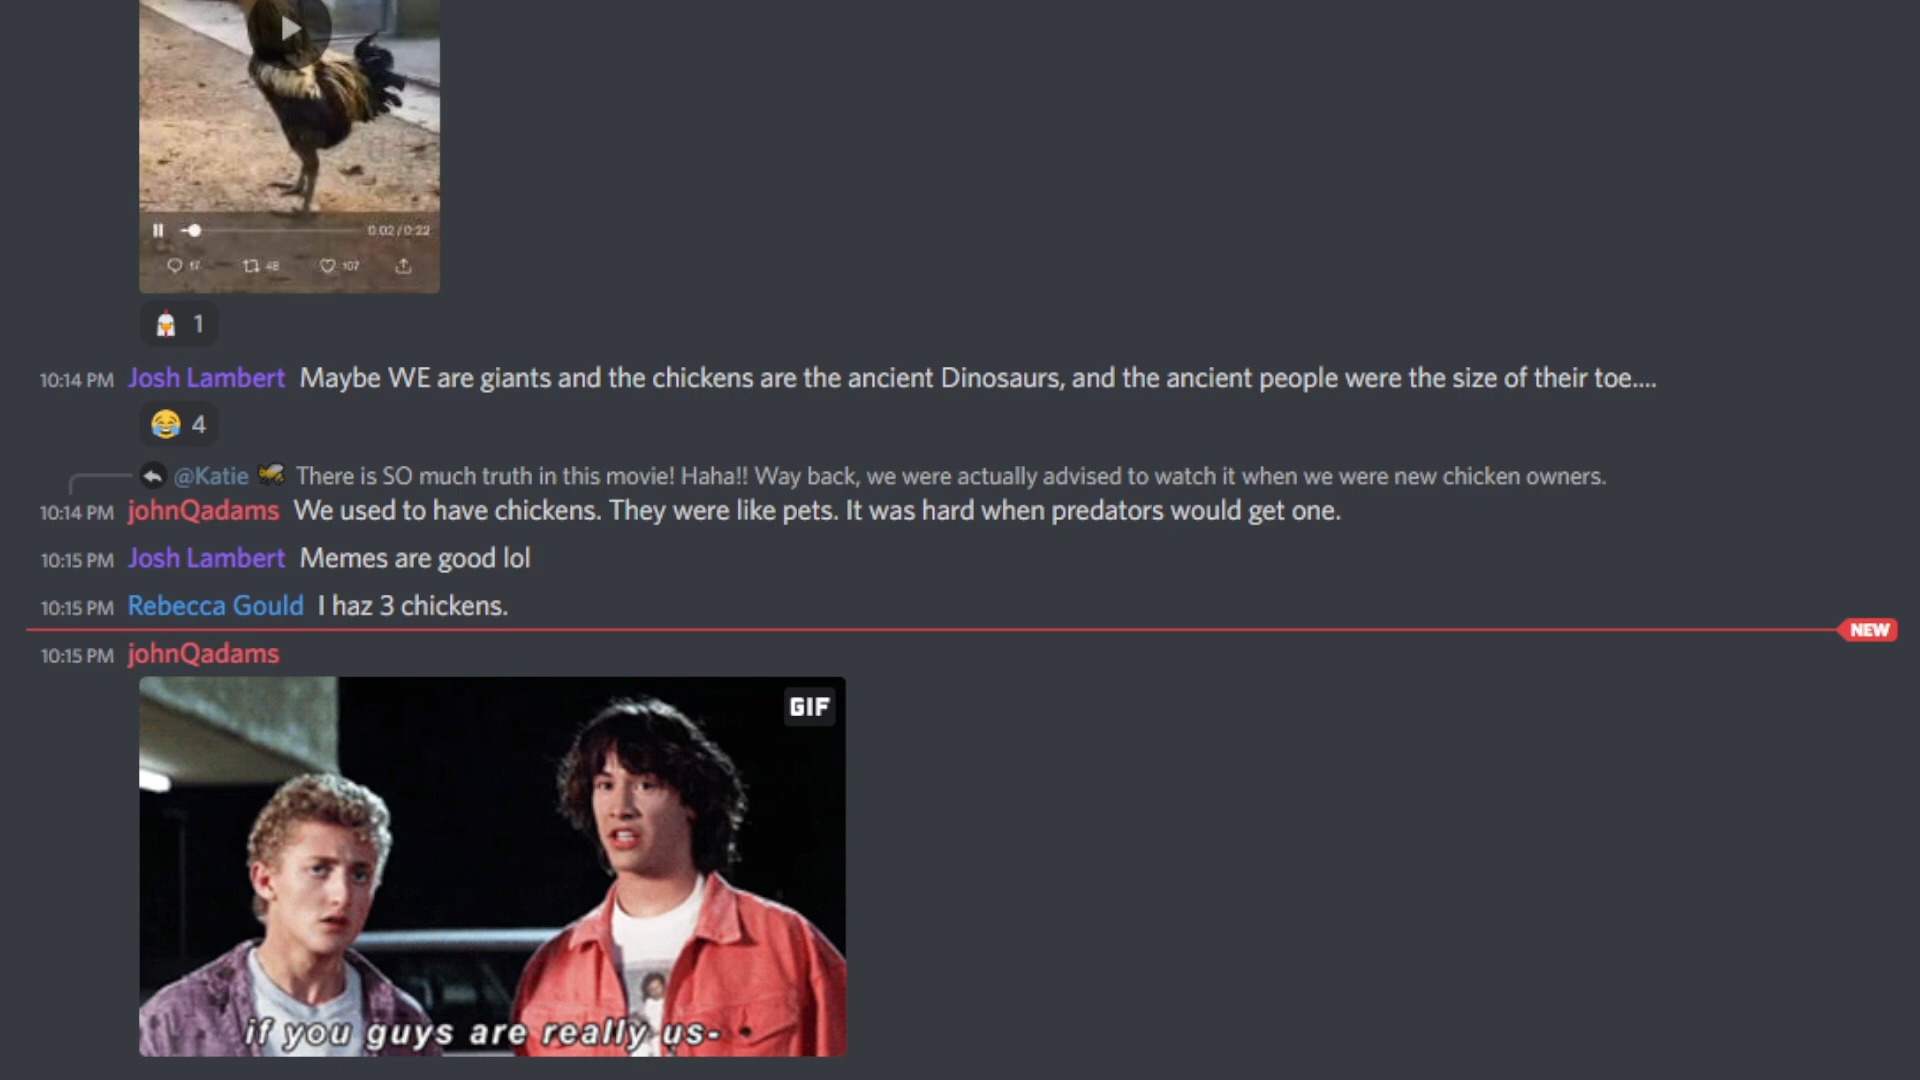 0:02 / 0:22
17 48 107
1
10:14 PM Josh Lambert Maybe WE are giants and the chickens are the ancient Dinosaurs, and the ancient people were the size of their toe....
4
@Katie There is SO much truth in this movie! Haha!! Way back, we were actually advised to watch it when we were new chicken owners.
10:14 PM johnQadams We used to have chickens. They were like pets. It was hard when predators would get one.
10:15 PM Josh Lambert Memes are good lol
10:15 PM Rebecca Gould I haz 3 chickens.
NEW
10:15 PM johnQadams
GIF
if you guys are really us-